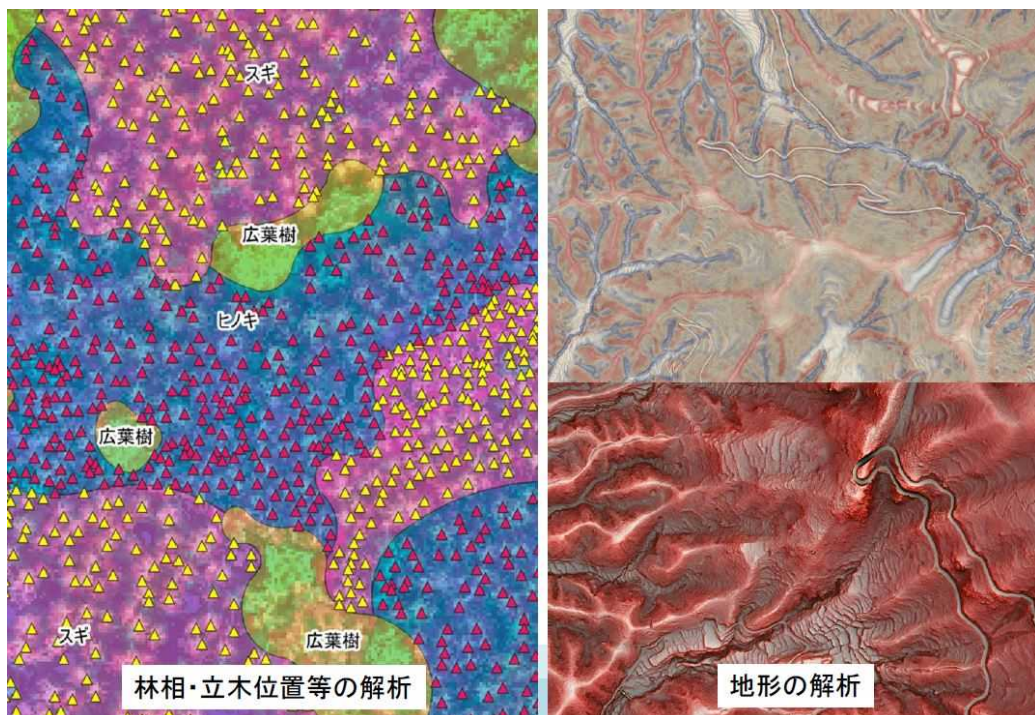 スギ
広葉樹
ヒノキ
広葉樹
スギ
広葉樹
林相・立木位置等の解析
地形の解析